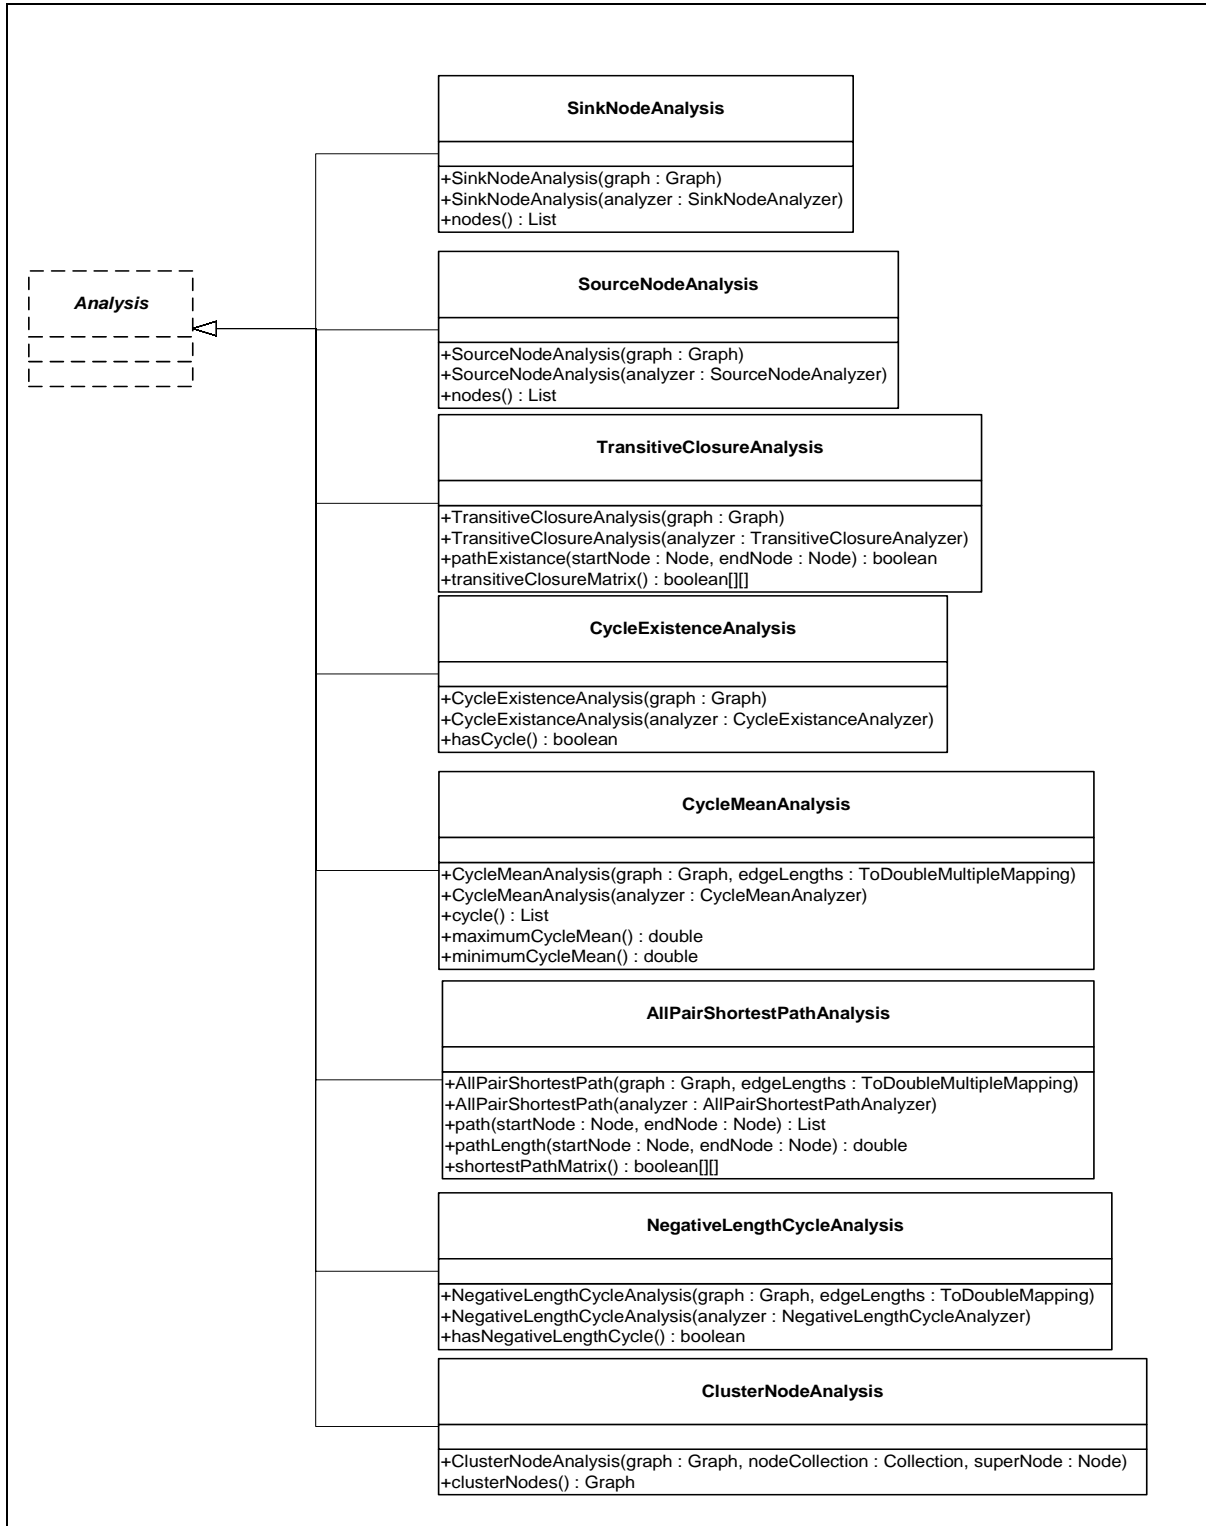 SinkNodeAnalysis
+SinkNodeAnalysis(graph : Graph)
+SinkNodeAnalysis(analyzer : SinkNodeAnalyzer)
+nodes() : List
Analysis
SourceNodeAnalysis
+SourceNodeAnalysis(graph : Graph)
+SourceNodeAnalysis(analyzer : SourceNodeAnalyzer)
+nodes() : List
TransitiveClosureAnalysis
+TransitiveClosureAnalysis(graph : Graph)
+TransitiveClosureAnalysis(analyzer : TransitiveClosureAnalyzer)
+pathExistance(startNode : Node, endNode : Node) : boolean
+transitiveClosureMatrix() : boolean[][]
CycleExistenceAnalysis
+CycleExistenceAnalysis(graph : Graph)
+CycleExistanceAnalysis(analyzer : CycleExistanceAnalyzer)
+hasCycle() : boolean
CycleMeanAnalysis
+CycleMeanAnalysis(graph : Graph, edgeLengths : ToDoubleMultipleMapping)
+CycleMeanAnalysis(analyzer : CycleMeanAnalyzer)
+cycle() : List
+maximumCycleMean() : double
+minimumCycleMean() : double
AllPairShortestPathAnalysis
+AllPairShortestPath(graph : Graph, edgeLengths : ToDoubleMultipleMapping)
+AllPairShortestPath(analyzer : AllPairShortestPathAnalyzer)
+path(startNode : Node, endNode : Node) : List
+pathLength(startNode : Node, endNode : Node) : double
+shortestPathMatrix() : boolean[][]
NegativeLengthCycleAnalysis
+NegativeLengthCycleAnalysis(graph : Graph, edgeLengths : ToDoubleMapping)
+NegativeLengthCycleAnalysis(analyzer : NegativeLengthCycleAnalyzer)
+hasNegativeLengthCycle() : boolean
ClusterNodeAnalysis
+ClusterNodeAnalysis(graph : Graph, nodeCollection : Collection, superNode : Node)
+clusterNodes() : Graph